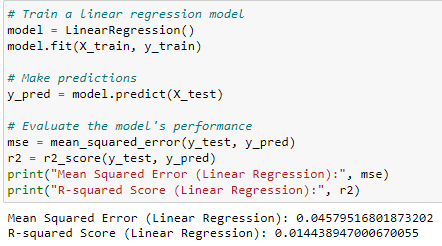 # Train a linear regression model
model = LinearRegression()
model.fit(X_train, y_train)
# Make predictions
y_pred = model.predict(X_test)
# Evaluate the model's performance
mse = mean_squared_error(y_test, y_pred)
r2 = r2_score(y_test, y_pred)
print("Mean Squared Error (Linear Regression):", mse)
print("R-squared Score (Linear Regression):", r2)
Mean Squared Error (Linear Regression): 0.04579516801873202
R-squared Score (Linear Regression): 0.014438947000670055